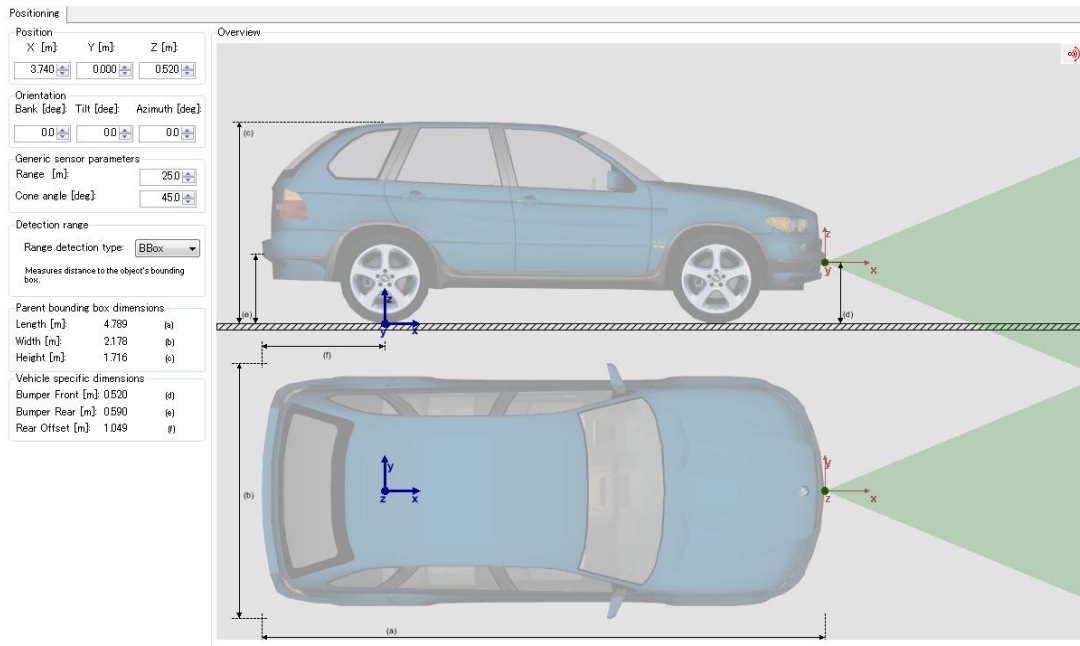 Positioning
Position
X [m]: Y [m]: Z [m]:
3.740 0.000 0.520
Orientation
Bank [deg]: Tilt [deg]: Azimuth [deg]:
0.0 0.0 0.0
Generic sensor parameters
Range [m]: 25.0
Cone angle [deg]: 45.0
Detection range
Range detection type: BBox
Measures distance to the object's bounding
box.
Parent bounding box dimensions
Length [m]: 4.789 (a)
Width [m]: 2.178 (b)
Height [m]: 1.716 (c)
Vehicle specific dimensions
Bumper Front [m]: 0.520 (d)
Bumper Rear [m]: 0.590 (e)
Rear Offset [m]: 1.049 (f)
Overview
(c)
z
y x
(e)
z
y x
(d)
(f)
(b)
y
z x
y
z x
(a)